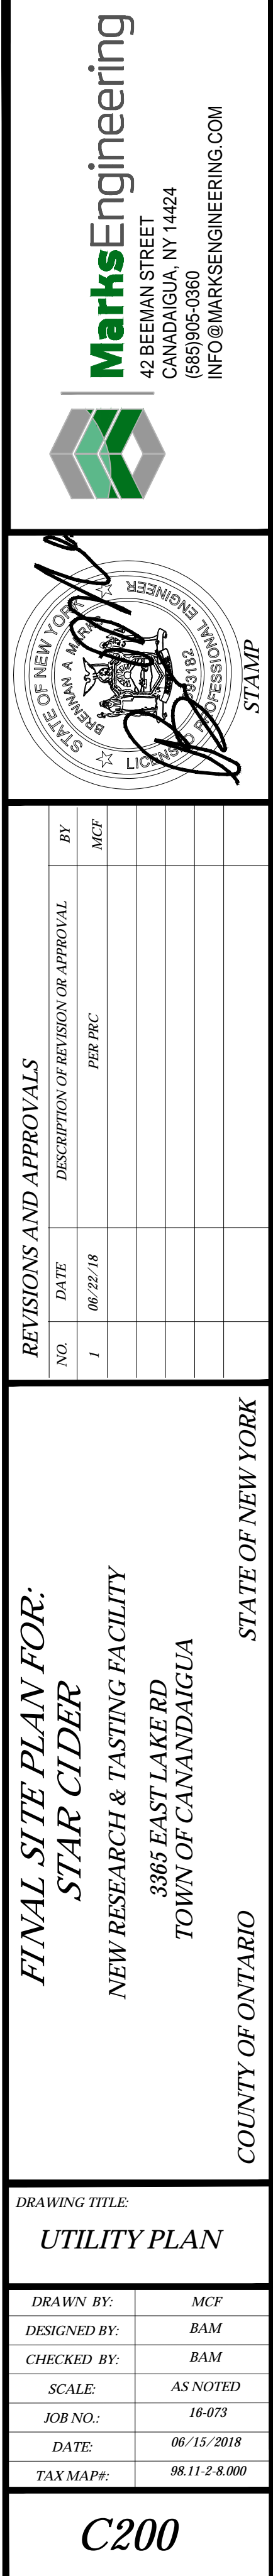 MarksEngineering
42 BEEMAN STREET
CANADAIGUA, NY 14424
(585)905-0360
INFO@MARKSENGINEERING.COM
STATE OF NEW YORK
BRENNAN A MARKS
LICENSED PROFESSIONAL ENGINEER
STAMP
REVISIONS AND APPROVALS
NO. DATE DESCRIPTION OF REVISION OR APPROVAL BY
1 06/22/18 PER PRC MCF
FINAL SITE PLAN FOR:
STAR CIDER
NEW RESEARCH & TASTING FACILITY
3365 EAST LAKE RD
TOWN OF CANANDAIGUA
COUNTY OF ONTARIO STATE OF NEW YORK
DRAWING TITLE:
UTILITY PLAN
DRAWN BY: MCF
DESIGNED BY: BAM
CHECKED BY: BAM
SCALE: AS NOTED
JOB NO.: 16-073
DATE: 06/15/2018
TAX MAP#: 98.11-2-8.000
C200